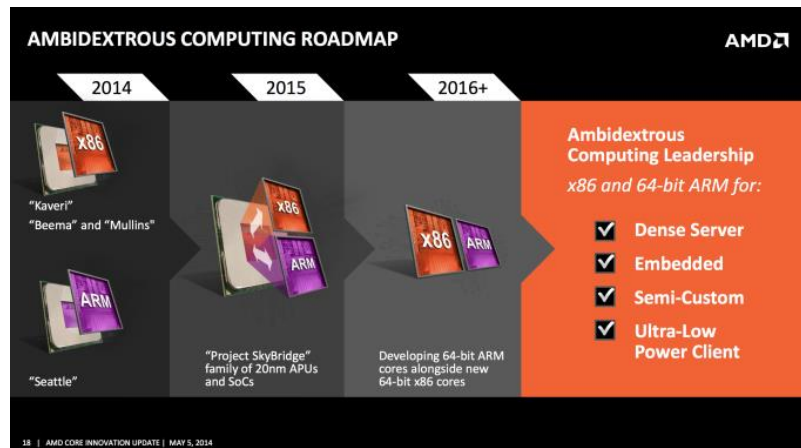 AMBIDEXTROUS COMPUTING ROADMAP
AMD
2014
2015
2016+
x86
"Kaveri"
"Beema" and "Mullins"
ARM
"Seattle"
x86
ARM
"Project SkyBridge"
family of 20nm APUs
and SoCs
x86
ARM
Developing 64-bit ARM
cores alongside new
64-bit x86 cores
Ambidextrous
Computing Leadership
x86 and 64-bit ARM for:
Dense Server
Embedded
Semi-Custom
Ultra-Low
Power Client
18 | AMD CORE INNOVATION UPDATE | MAY 5, 2014